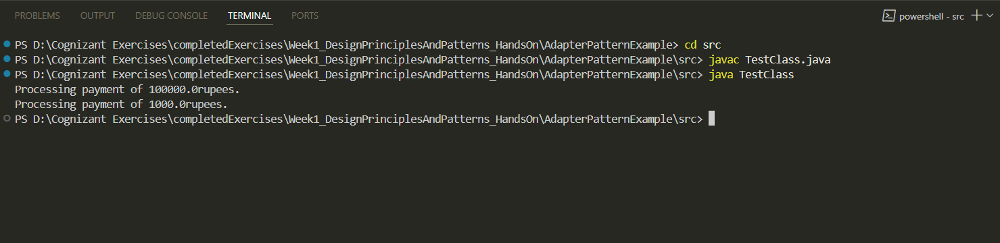 PROBLEMS OUTPUT DEBUG CONSOLE TERMINAL PORTS powershell - src
PS D:\Cognizant Exercises\completedExercises\Week1_DesignPrinciplesAndPatterns_HandsOn\AdapterPatternExample> cd src
PS D:\Cognizant Exercises\completedExercises\Week1_DesignPrinciplesAndPatterns_HandsOn\AdapterPatternExample\src> javac TestClass.java
PS D:\Cognizant Exercises\completedExercises\Week1_DesignPrinciplesAndPatterns_HandsOn\AdapterPatternExample\src> java TestClass
Processing payment of 100000.0rupees.
Processing payment of 1000.0rupees.
PS D:\Cognizant Exercises\completedExercises\Week1_DesignPrinciplesAndPatterns_HandsOn\AdapterPatternExample\src>